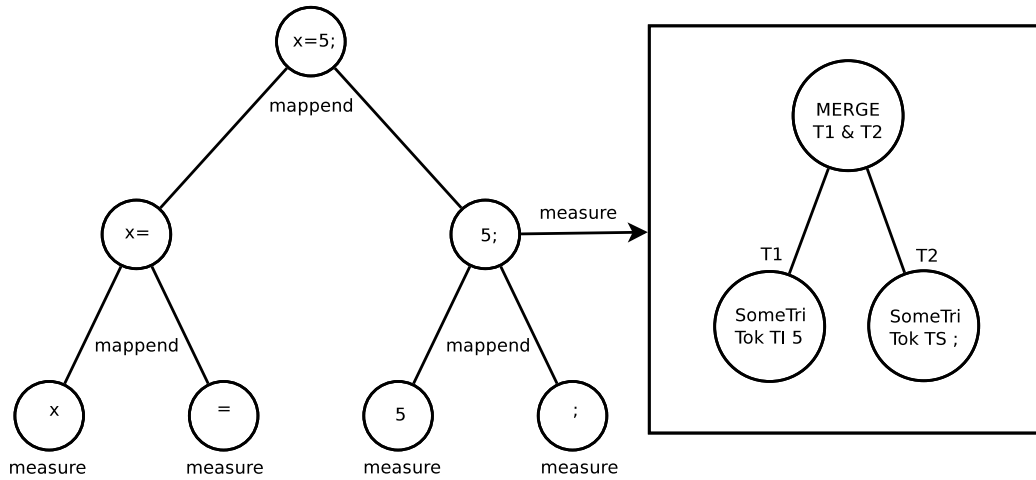 x=5;
mappend
MERGE
T1 & T2
x=
5;
measure
T1
T2
SomeTri
Tok TI 5
SomeTri
Tok TS ;
mappend
mappend
x
=
5
;
measure
measure
measure
measure